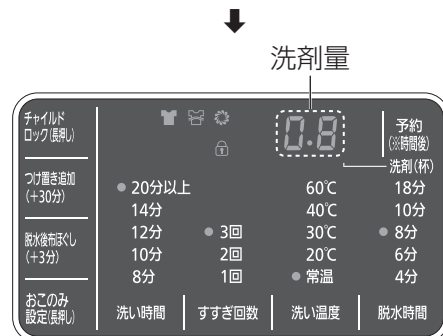 洗剤量
チャイルド
ロック(長押し)
0.8
予約
(※時間後)
洗剤(杯)
つけ置き追加
(+30分)
20分以上
60℃
18分
14分
40℃
10分
脱水後布ほぐし
(+3分)
12分
3回
30℃
8分
10分
2回
20℃
6分
8分
1回
常温
4分
おこのみ
設定(長押し)
洗い時間
すすぎ回数
洗い温度
脱水時間